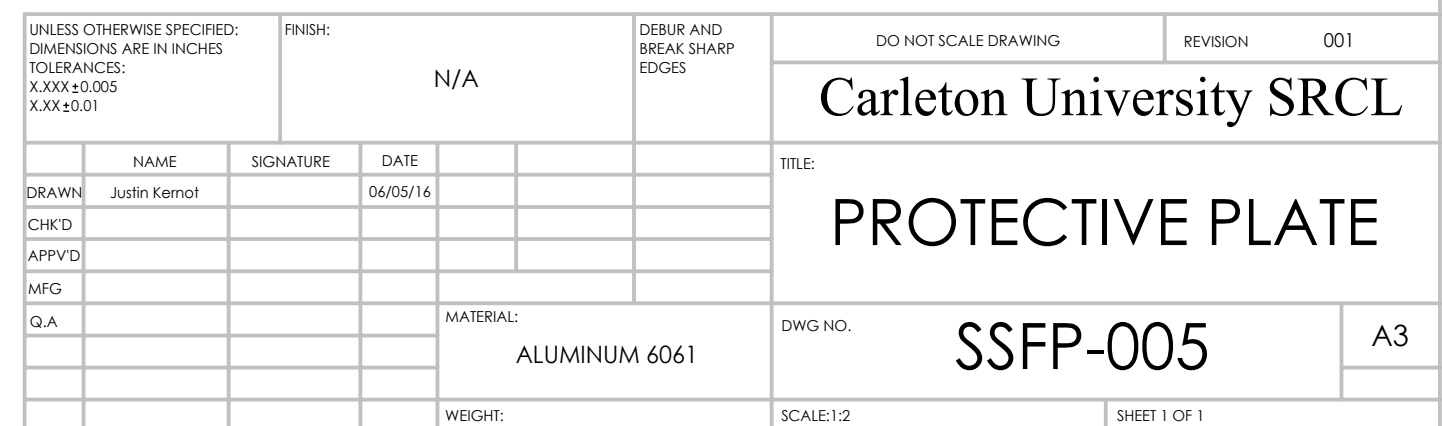 UNLESS OTHERWISE SPECIFIED:
DIMENSIONS ARE IN INCHES
TOLERANCES:
X.XXX±0.005
X.XX±0.01
FINISH:
N/A
DEBUR AND
BREAK SHARP
EDGES
DO NOT SCALE DRAWING
REVISION 001
Carleton University SRCL
NAME SIGNATURE DATE
DRAWN Justin Kernot 06/05/16
CHK'D
APPV'D
MFG
Q.A
TITLE:
PROTECTIVE PLATE
MATERIAL:
ALUMINUM 6061
DWG NO.
SSFP-005
A3
WEIGHT:
SCALE:1:2
SHEET 1 OF 1